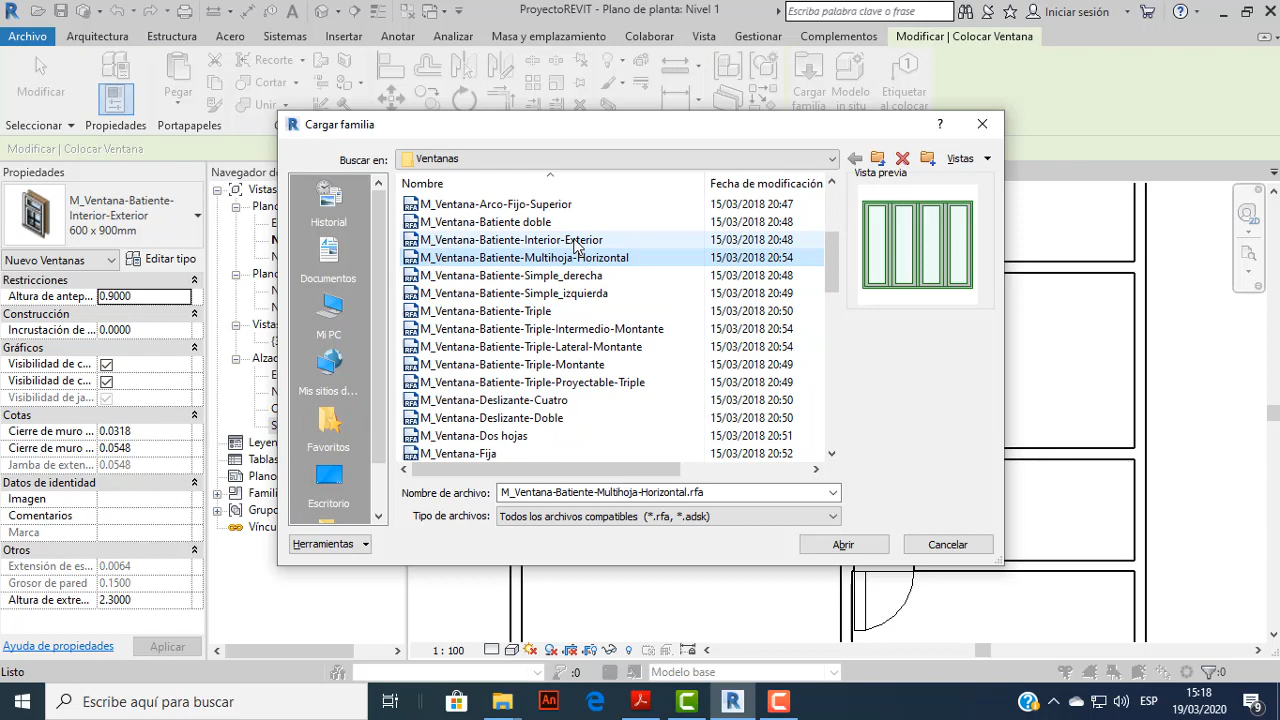 ProyectoREVIT - Plano de planta: Nivel 1
Escriba palabra clave o frase
Iniciar sesión
Archivo
Arquitectura
Estructura
Acero
Sistemas
Insertar
Anotar
Analizar
Masa y emplazamiento
Colaborar
Vista
Gestionar
Complementos
Modificar | Colocar Ventana
Modificar
Pegar
Recorte
Cortar
Unir
Cargar
familia
Modelo
in situ
Etiquetar
al colocar
Seleccionar
Propiedades
Portapapeles
Modificar | Colocar Ventana
Propiedades
M_Ventana-Batiente-
Interior-Exterior
600 x 900mm
Nuevo Ventanas
Editar tipo
Restricciones
Altura de antep... 0.9000
Construcción
Incrustación de ... 0.0000
Gráficos
Visibilidad de c...
Visibilidad de c...
Visibilidad de ja...
Cotas
Cierre de muro ... 0.0318
Cierre de muro ... 0.0548
Jamba de exten... 0.0548
Datos de identidad
Imagen
Comentarios
Marca
Otros
Extensión de es... 0.0064
Grosor de pared 0.1500
Altura de extre... 2.3000
Ayuda de propiedades
Aplicar
Navegador de
Vistas
Plano
Plano
Vistas
Alzad
Leyen
Tablas
Plano
Famili
Grupo
Víncu
Cargar familia
?
Buscar en:
Ventanas
Vistas
Historial
Documentos
Mi PC
Mis sitios d...
Favoritos
Escritorio
Nombre
Fecha de modificación
M_Ventana-Arco-Fijo-Superior 15/03/2018 20:47
M_Ventana-Batiente doble 15/03/2018 20:48
M_Ventana-Batiente-Interior-Exterior 15/03/2018 20:48
M_Ventana-Batiente-Multihoja-Horizontal 15/03/2018 20:54
M_Ventana-Batiente-Simple_derecha 15/03/2018 20:48
M_Ventana-Batiente-Simple_izquierda 15/03/2018 20:49
M_Ventana-Batiente-Triple 15/03/2018 20:50
M_Ventana-Batiente-Triple-Intermedio-Montante 15/03/2018 20:54
M_Ventana-Batiente-Triple-Lateral-Montante 15/03/2018 20:54
M_Ventana-Batiente-Triple-Montante 15/03/2018 20:49
M_Ventana-Batiente-Triple-Proyectable-Triple 15/03/2018 20:49
M_Ventana-Deslizante-Cuatro 15/03/2018 20:50
M_Ventana-Deslizante-Doble 15/03/2018 20:50
M_Ventana-Dos hojas 15/03/2018 20:51
M_Ventana-Fija 15/03/2018 20:52
Vista previa
Nombre de archivo: M_Ventana-Batiente-Multihoja-Horizontal.rfa
Tipo de archivos: Todos los archivos compatibles (*.rfa, *.adsk)
Herramientas
Abrir
Cancelar
1 : 100
Listo
:0
Modelo base
:0
Escribe aquí para buscar
An
R
C
C
ESP
15:18
19/03/2020
9